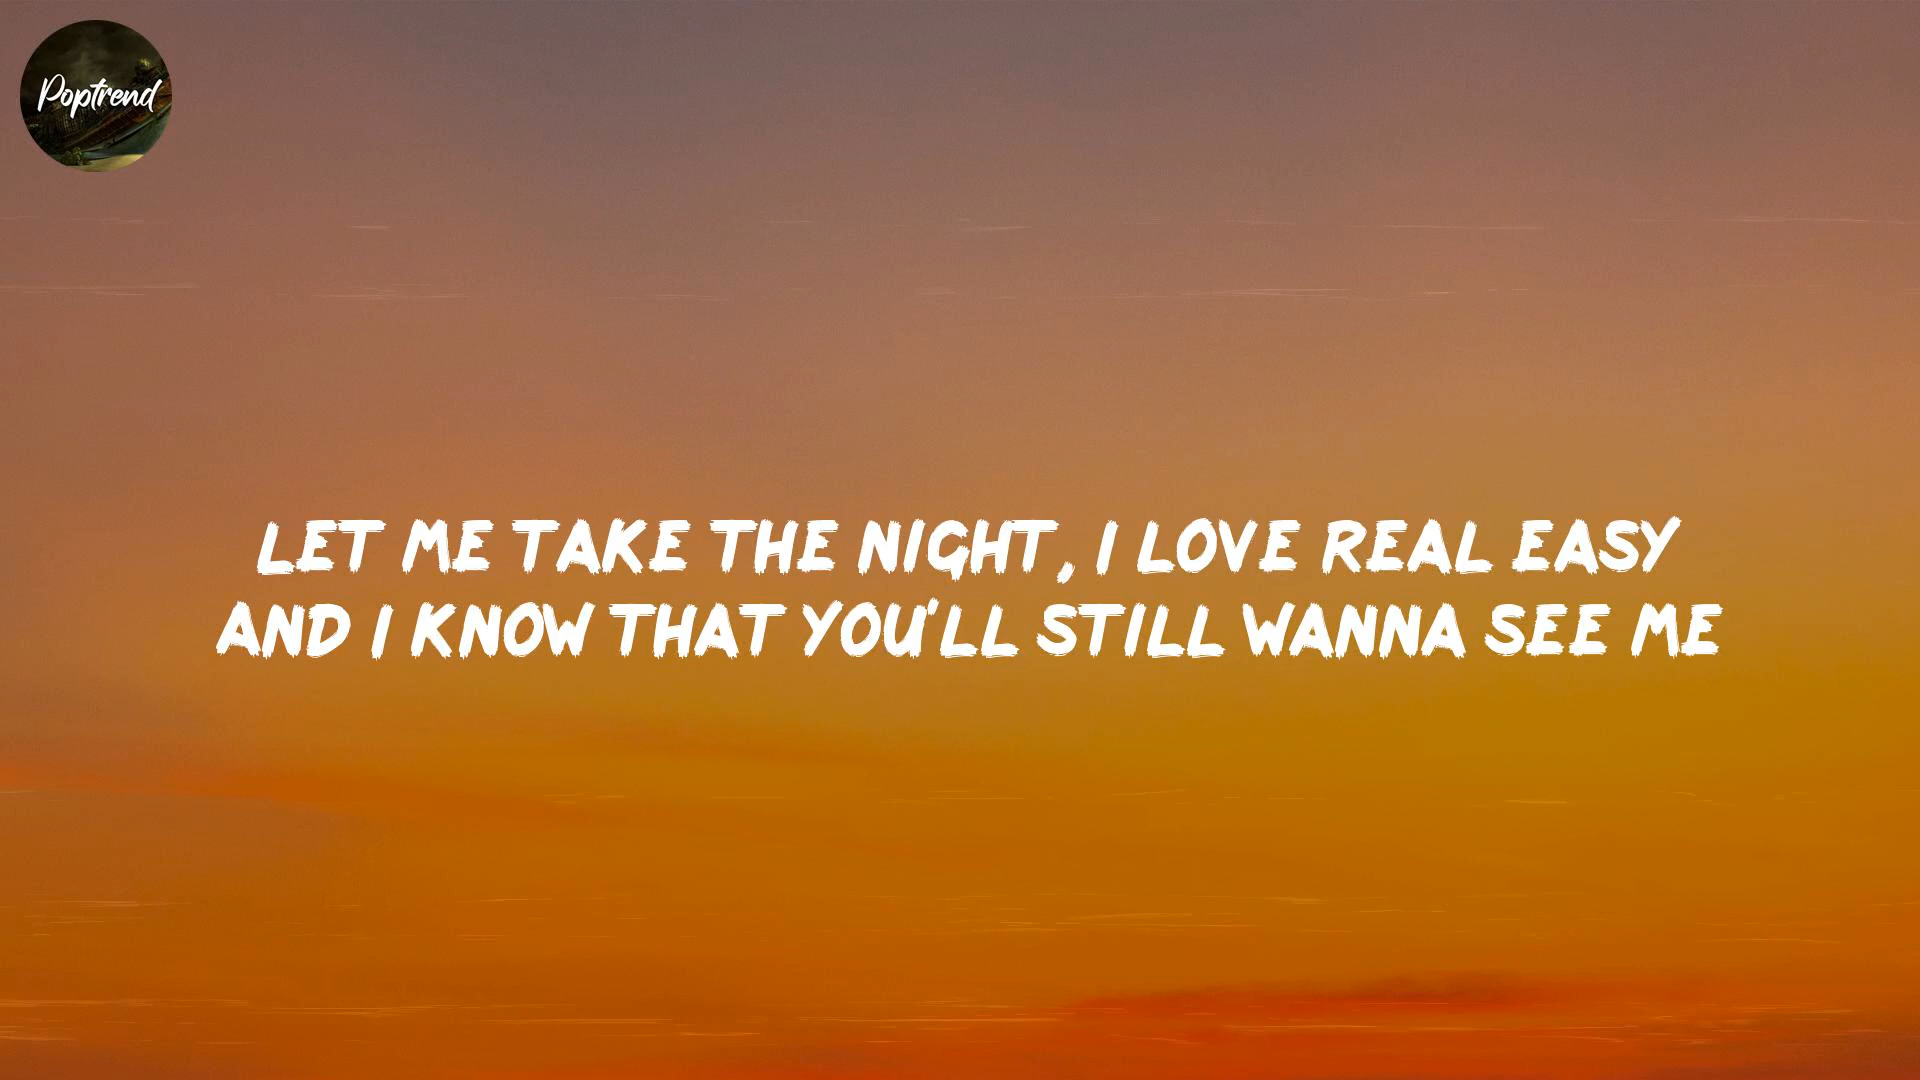 Poptrend
LET ME TAKE THE NIGHT, I LOVE REAL EASY
AND I KNOW THAT YOU'LL STILL WANNA SEE ME